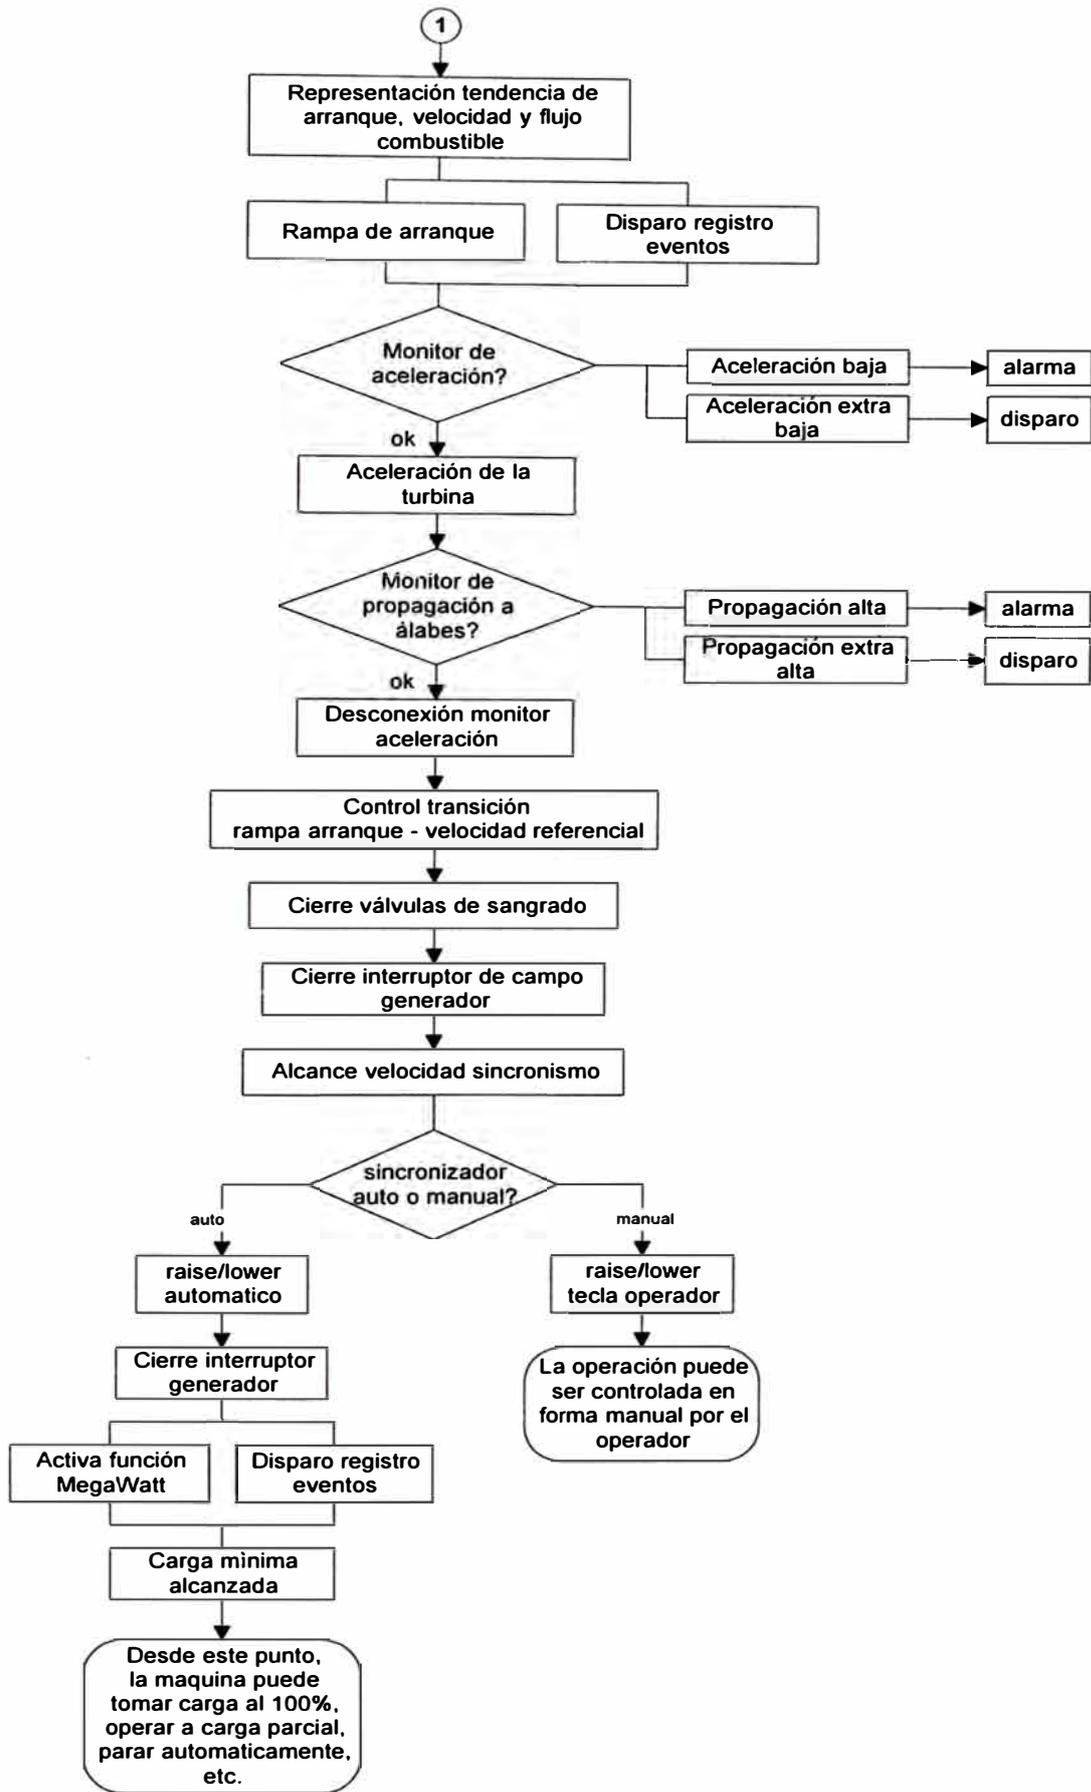 1
Representación tendencia de
arranque, velocidad y flujo
combustible
Rampa de arranque
Disparo registro
eventos
Monitor de
aceleración?
Aceleración baja
alarma
Aceleración extra
baja
disparo
ok
Aceleración de la
turbina
Monitor de
propagación a
álabes?
Propagación alta
alarma
Propagación extra
alta
disparo
ok
Desconexión monitor
aceleración
Control transición
rampa arranque - velocidad referencial
Cierre válvulas de sangrado
Cierre interruptor de campo
generador
Alcance velocidad sincronismo
sincronizador
auto o manual?
auto
manual
raise/lower
automatico
raise/lower
tecla operador
Cierre interruptor
generador
La operación puede
ser controlada en
forma manual por el
operador
Activa función
MegaWatt
Disparo registro
eventos
Carga mìnima
alcanzada
Desde este punto,
la maquina puede
tomar carga al 100%,
operar a carga parcial,
parar automaticamente,
etc.